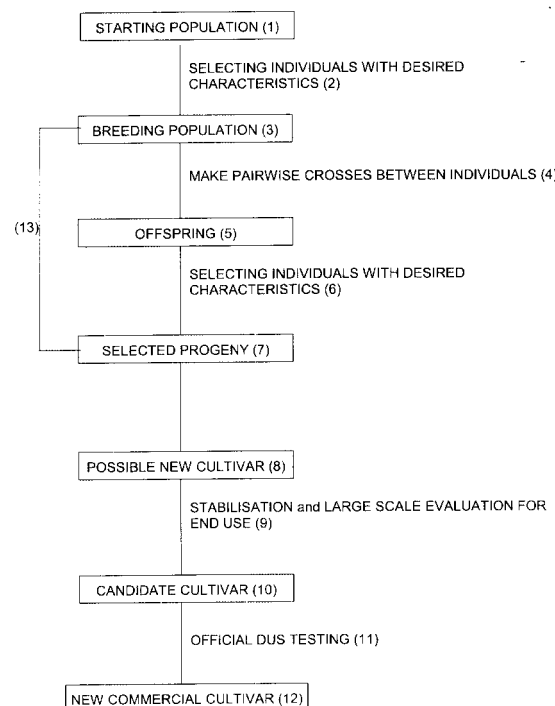 STARTING POPULATION (1)
SELECTING INDIVIDUALS WITH DESIRED
CHARACTERISTICS (2)
BREEDING POPULATION (3)
MAKE PAIRWISE CROSSES BETWEEN INDIVIDUALS (4)
(13)
OFFSPRING (5)
SELECTING INDIVIDUALS WITH DESIRED
CHARACTERISTICS (6)
SELECTED PROGENY (7)
POSSIBLE NEW CULTIVAR (8)
STABILISATION and LARGE SCALE EVALUATION FOR
END USE (9)
CANDIDATE CULTIVAR (10)
OFFICIAL DUS TESTING (11)
NEW COMMERCIAL CULTIVAR (12)